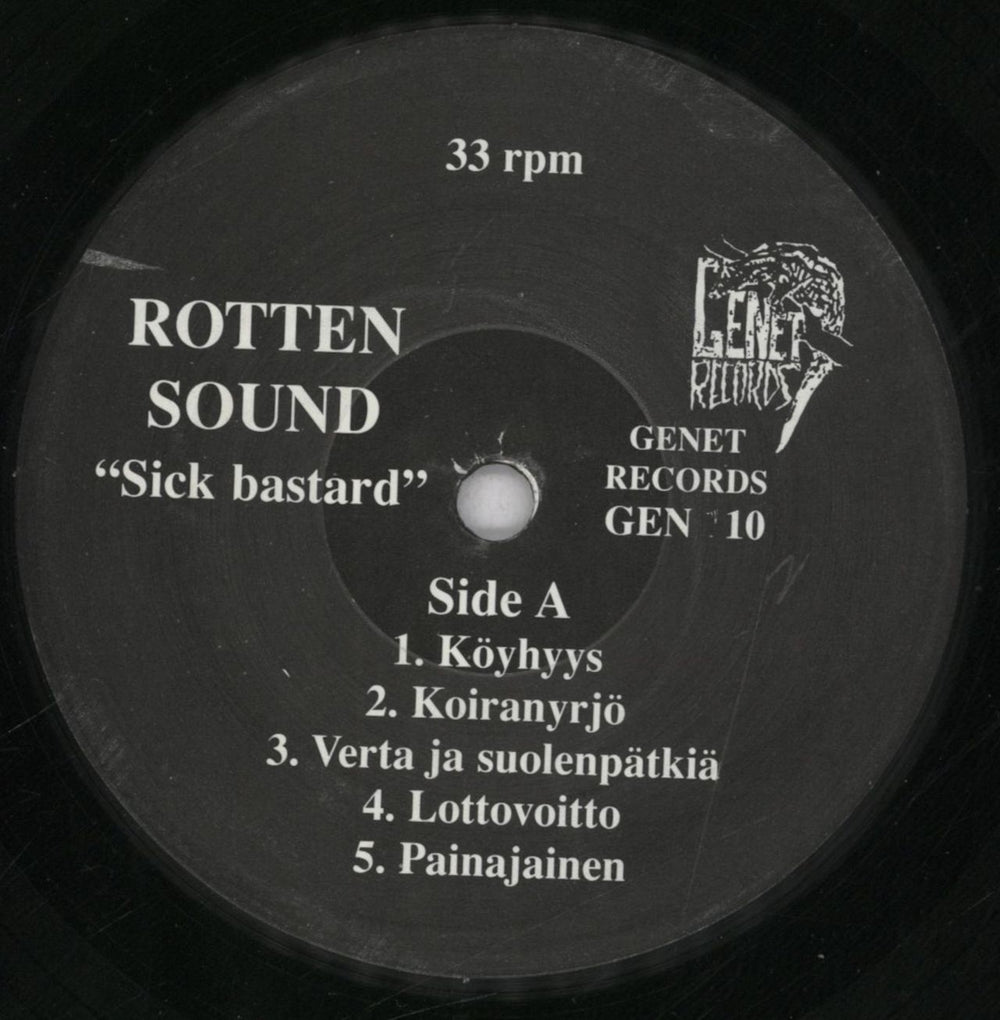 33 rpm
GENET
RECORDS
ROTTEN
SOUND
“Sick bastard”
GENET
RECORDS
GEN 10
Side A
1. Köyhyys
2. Koiranyrjö
3. Verta ja suolenpätkiä
4. Lottovoitto
5. Painajainen